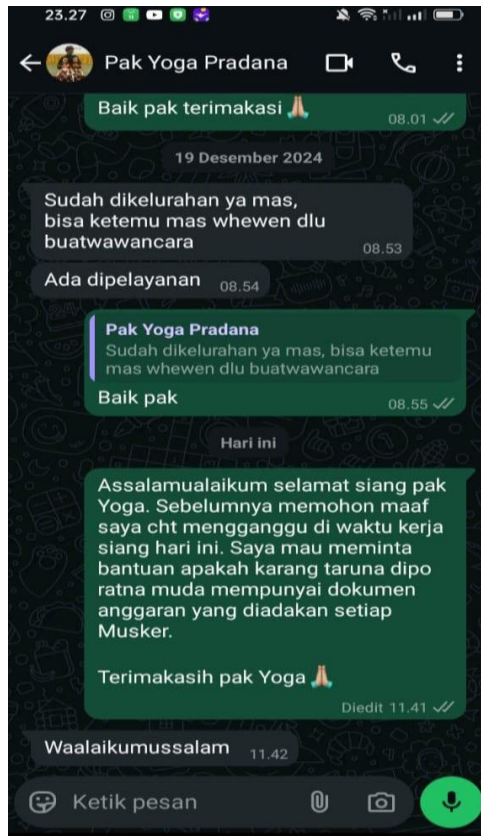 23.27
Pak Yoga Pradana
Baik pak terimakasi 🙏
08.01
19 Desember 2024
Sudah dikelurahan ya mas,
bisa ketemu mas whewen dlu
buatwawancara
08.53
Ada dipelayanan 08.54
Pak Yoga Pradana
Sudah dikelurahan ya mas, bisa ketemu
mas whewen dlu buatwawancara
Baik pak
08.55
Hari ini
Assalamualaikum selamat siang pak
Yoga. Sebelumnya memohon maaf
saya cht mengganggu di waktu kerja
siang hari ini. Saya mau meminta
bantuan apakah karang taruna dipo
ratna muda mempunyai dokumen
anggaran yang diadakan setiap
Musker.
Terimakasih pak Yoga 🙏
Diedit 11.41
Waalaikumussalam 11.42
Ketik pesan